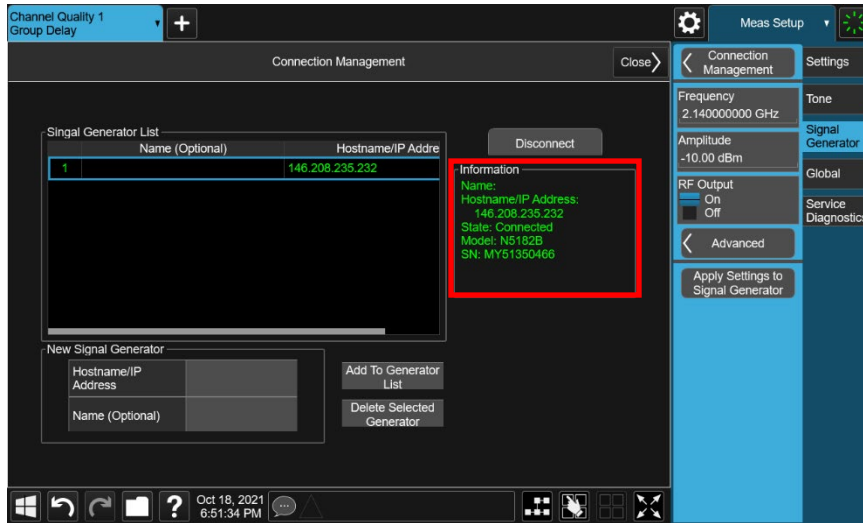 Channel Quality 1
Group Delay
Meas Setup
Connection Management
Close
Singal Generator List
Name (Optional)
Hostname/IP Addre
1
146.208.235.232
Disconnect
Information
Name:
Hostname/IP Address:
146.208.235.232
State: Connected
Model: N5182B
SN: MY51350466
New Signal Generator
Hostname/IP
Address
Name (Optional)
Add To Generator
List
Delete Selected
Generator
Connection
Management
Frequency
2.140000000 GHz
Amplitude
-10.00 dBm
RF Output
On
Off
Advanced
Apply Settings to
Signal Generator
Settings
Tone
Signal
Generator
Global
Service
Diagnostics
?
Oct 18, 2021
6:51:34 PM